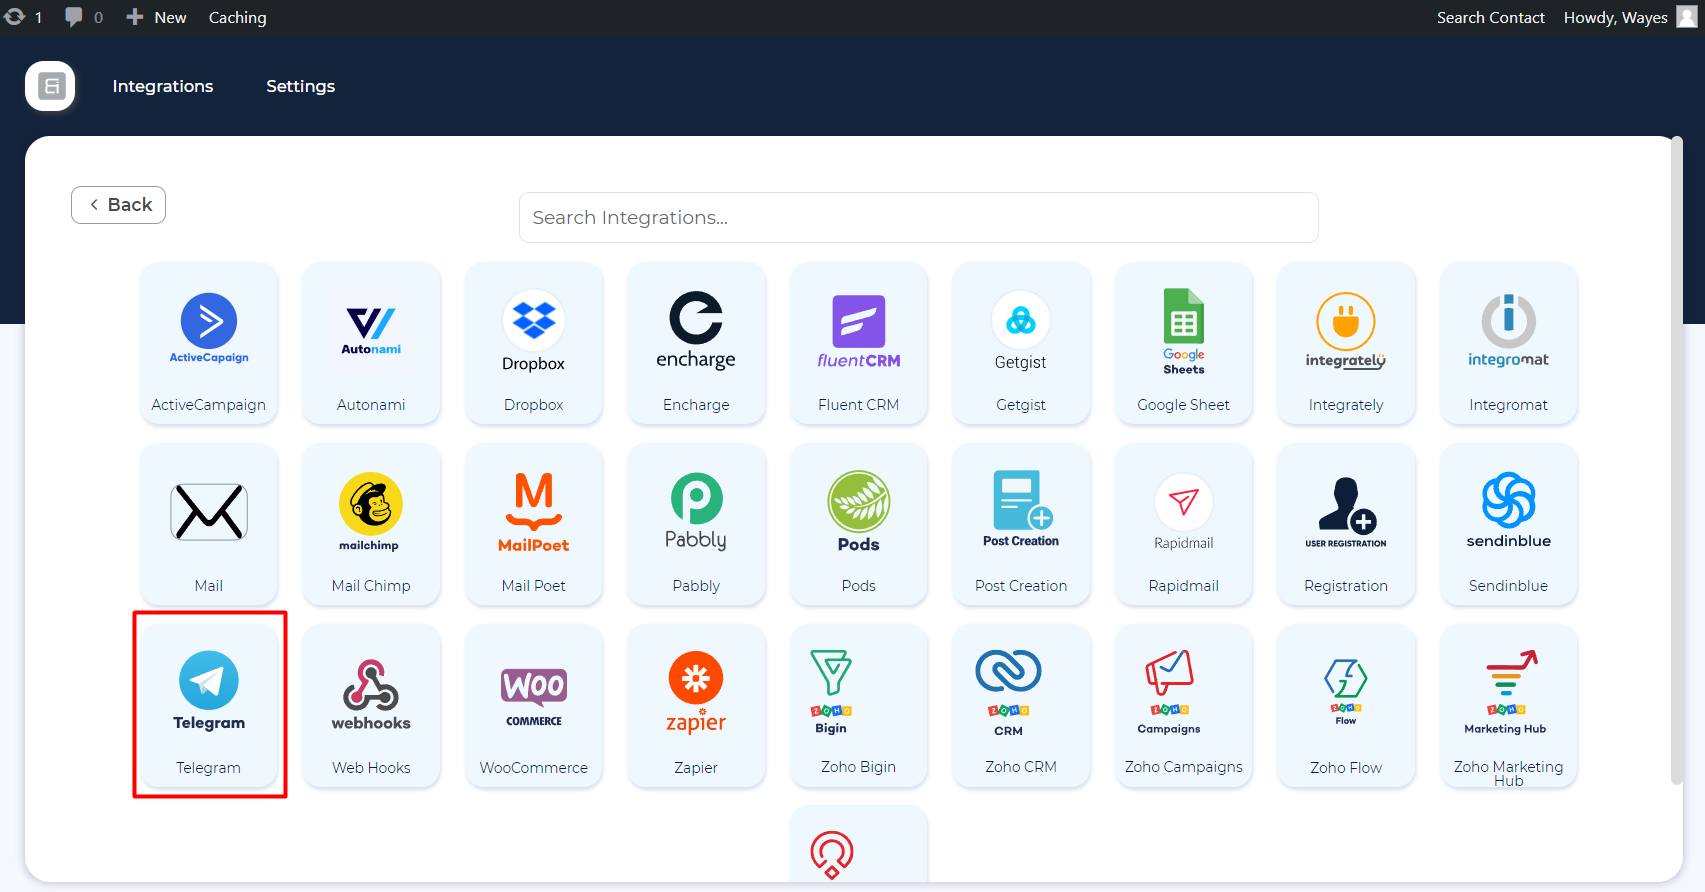 1 0 New Caching Search Contact Howdy, Wayes
Integrations Settings
Back
Search Integrations...
ActiveCapaign
ActiveCampaign
Autonami
Autonami
Dropbox
Dropbox
encharge
Encharge
fluentCRM
Fluent CRM
Getgist
Getgist
Google
Sheets
Google Sheet
integrately
Integrately
integromat
Integromat
Mail
mailchimp
Mail Chimp
M
MailPoet
Mail Poet
Pabbly
Pabbly
Pods
Pods
Post Creation
Post Creation
Rapidmail
Rapidmail
USER REGISTRATION
Registration
sendinblue
Sendinblue
Telegram
Telegram
webhooks
Web Hooks
WOO
COMMERCE
WooCommerce
zapier
Zapier
ZOHO
Bigin
Zoho Bigin
ZOHO
CRM
Zoho CRM
ZOHO
Campaigns
Zoho Campaigns
ZOHO
Flow
Zoho Flow
ZOHO
Marketing Hub
Zoho Marketing
Hub